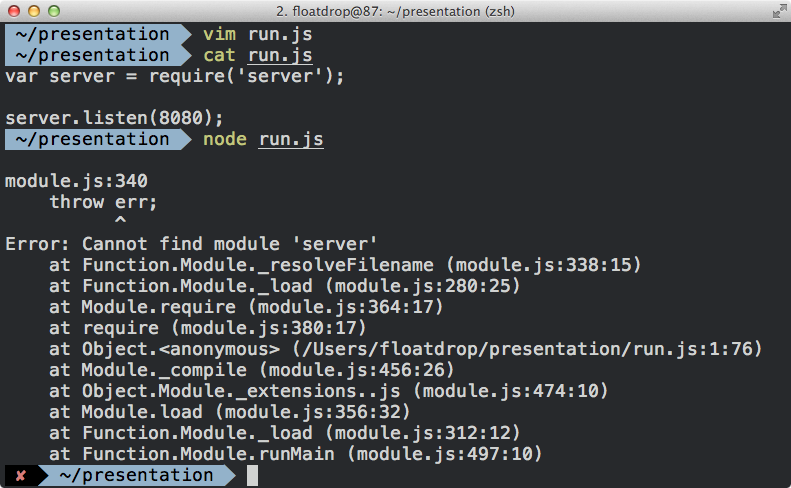 2. floatdrop@87: ~/presentation (zsh)
~/presentation vim run.js
~/presentation cat run.js
var server = require('server');
server.listen(8080);
~/presentation node run.js
module.js:340
throw err;
^
Error: Cannot find module 'server'
at Function.Module._resolveFilename (module.js:338:15)
at Function.Module._load (module.js:280:25)
at Module.require (module.js:364:17)
at require (module.js:380:17)
at Object.<anonymous> (/Users/floatdrop/presentation/run.js:1:76)
at Module._compile (module.js:456:26)
at Object.Module._extensions..js (module.js:474:10)
at Module.load (module.js:356:32)
at Function.Module._load (module.js:312:12)
at Function.Module.runMain (module.js:497:10)
✘ ~/presentation